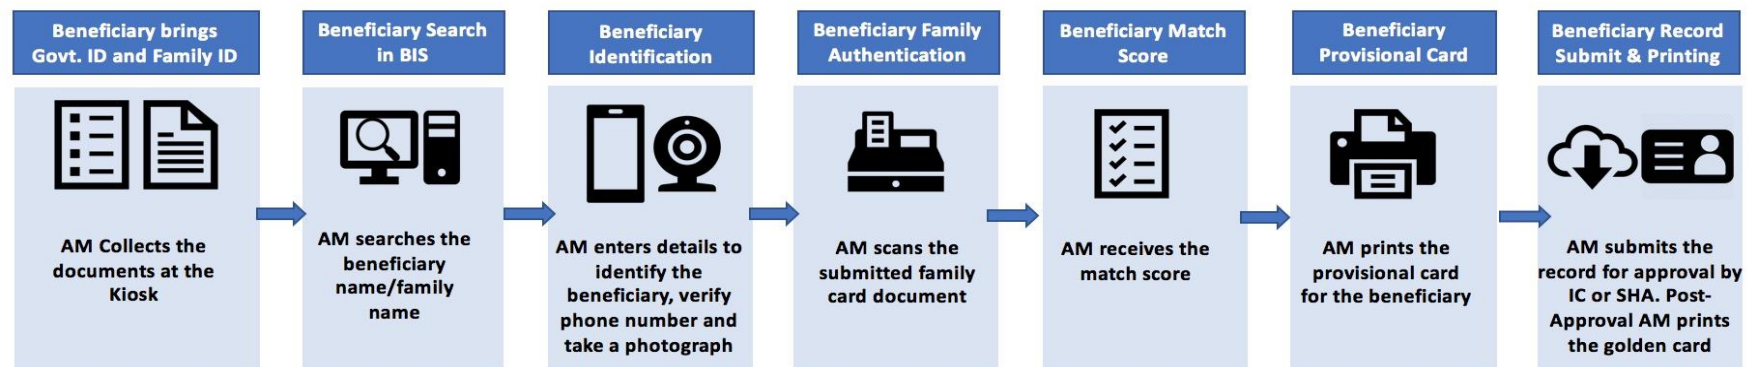 Beneficiary brings
Govt. ID and Family ID
AM Collects the
documents at the
Kiosk
Beneficiary Search
in BIS
AM searches the
beneficiary
name/family
name
Beneficiary
Identification
AM enters details to
identify the
beneficiary, verify
phone number and
take a photograph
Beneficiary Family
Authentication
AM scans the
submitted family
card document
Beneficiary Match
Score
AM receives the
match score
Beneficiary
Provisional Card
AM prints the
provisional card
for the beneficiary
Beneficiary Record
Submit & Printing
AM submits the
record for approval by
IC or SHA. Post-
Approval AM prints
the golden card